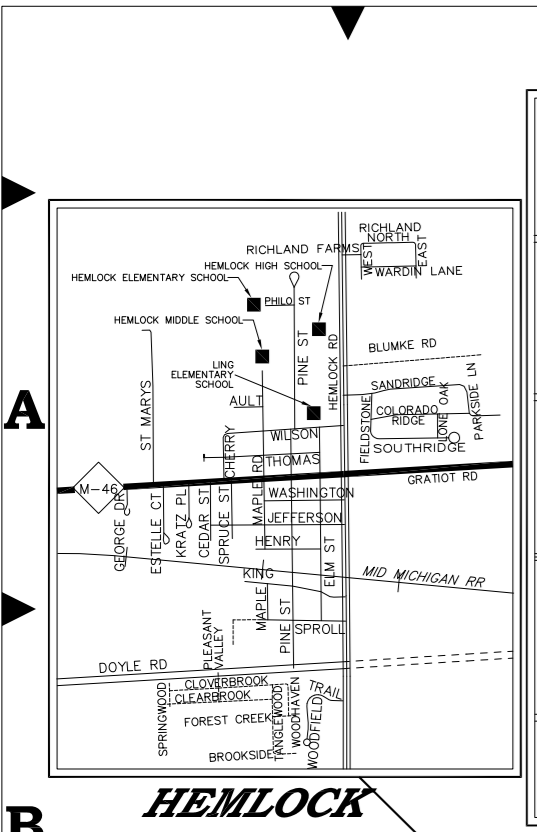 RICHLAND
NORTH
RICHLAND FARMS
WEST
EAST
WARDIN LANE
HEMLOCK HIGH SCHOOL
HEMLOCK ELEMENTARY SCHOOL
PHILO ST
HEMLOCK MIDDLE SCHOOL
PINE ST
HEMLOCK RD
BLUMKE RD
LING
ELEMENTARY
SCHOOL
SANDRIDGE
ST MARYS
AULT
FIELDSTONE
COLORADO
RIDGE
LONE OAK
PARKSIDE LN
A
CHERRY
WILSON
SOUTHRIDGE
MAPLE RD
THOMAS
GRATIOT RD
M-46
GEORGE DR
ESTELLE CT
KRATZ PL
CEDAR ST
SPRUCE ST
WASHINGTON
JEFFERSON
HENRY
ELM ST
KING
MID MICHIGAN RR
MAPLE
PINE ST
SPROLL
PLEASANT
VALLEY
DOYLE RD
CLOVERBROOK
CLEARBROOK
SPRINGWOOD
TANGLEWOOD
WOODHAVEN
TRAIL
WOODFIELD
FOREST CREEK
BROOKSIDE
HEMLOCK
B